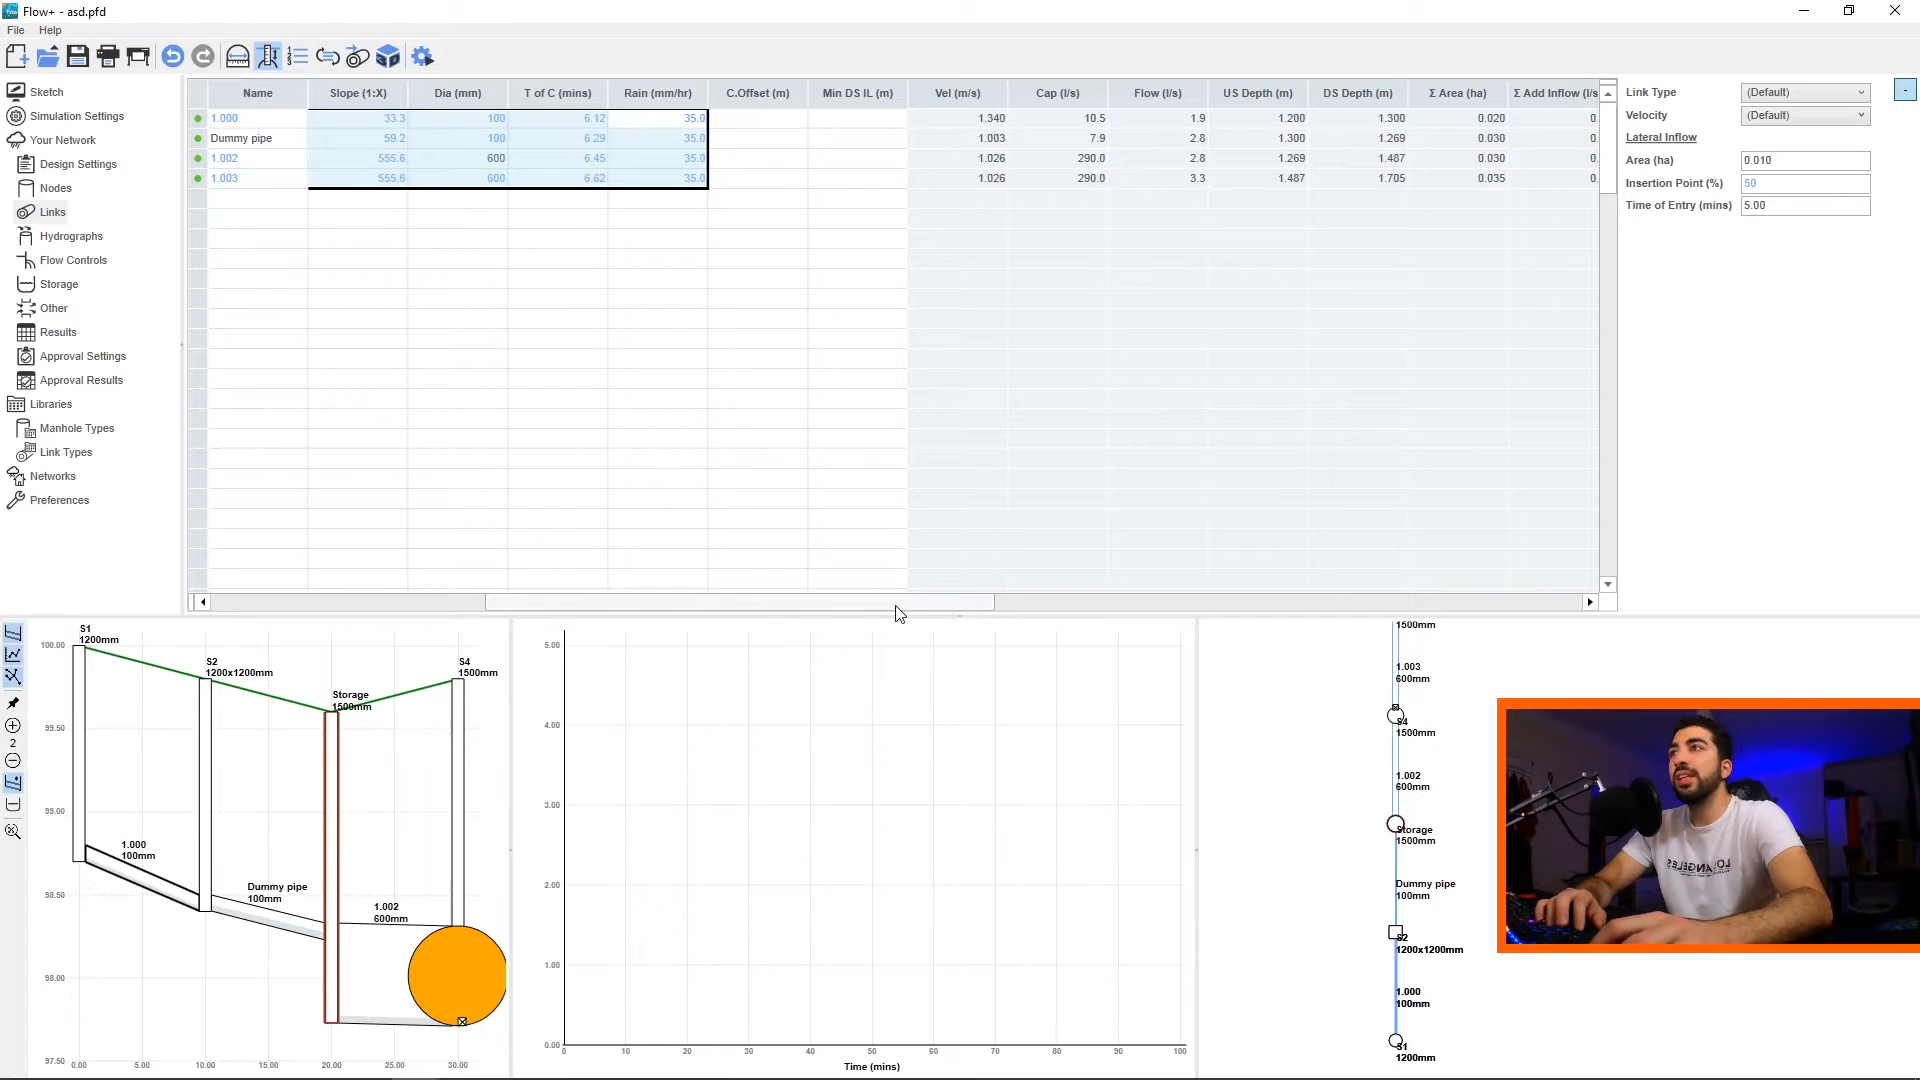 Flow+ - asd.pfd
File Help
Sketch
Simulation Settings
Your Network
Design Settings
Nodes
Links
Hydrographs
Flow Controls
Storage
Other
Results
Approval Settings
Approval Results
Libraries
Manhole Types
Link Types
Networks
Preferences
Name Slope (1:X) Dia (mm) T of C (mins) Rain (mm/hr) C.Offset (m) Min DS IL (m) Vel (m/s) Cap (l/s) Flow (l/s) US Depth (m) DS Depth (m) Σ Area (ha) Σ Add Inflow (l/s
1.000 33.3 100 6.12 35.0 1.340 10.5 1.9 1.200 1.300 0.020 0.
Dummy pipe 59.2 100 6.29 35.0 1.003 7.9 2.8 1.300 1.269 0.030 0.
1.002 555.6 600 6.45 35.0 1.026 290.0 2.8 1.269 1.487 0.030 0.
1.003 555.6 600 6.62 35.0 1.026 290.0 3.3 1.487 1.705 0.035 0.
Link Type (Default)
Velocity (Default)
Lateral Inflow
Area (ha) 0.010
Insertion Point (%) 50
Time of Entry (mins) 5.00
-
3D
2
S1
1200mm
S2
1200x1200mm
Storage
1500mm
S4
1500mm
1.000
100mm
Dummy pipe
100mm
1.002
600mm
100.00
99.50
99.00
98.50
98.00
97.50
0.00 5.00 10.00 15.00 20.00 25.00 30.00
5.00
4.00
3.00
2.00
1.00
0.00
0 10 20 30 40 50 60 70 80 90 100
Time (mins)
1500mm
1.003
600mm
S4
1500mm
1.002
600mm
Storage
1500mm
Dummy pipe
100mm
S2
1200x1200mm
1.000
100mm
S1
1200mm